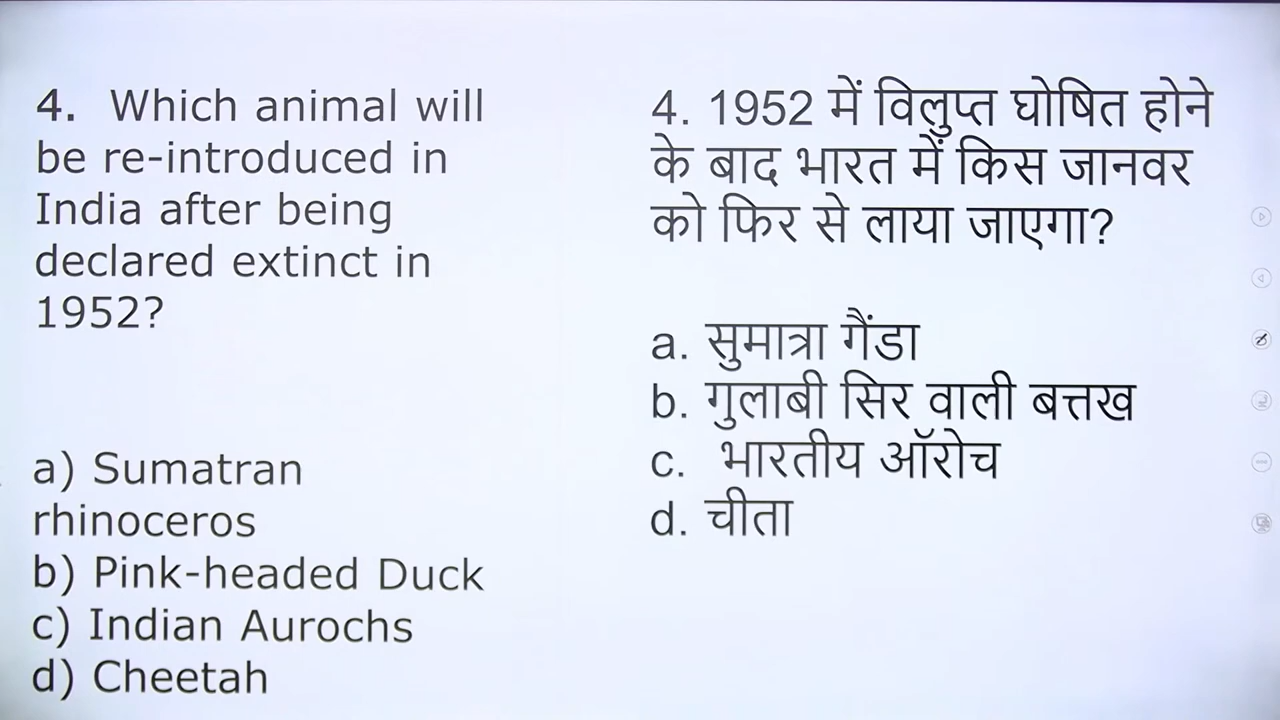 4. Which animal will
be re-introduced in
India after being
declared extinct in
1952?
a) Sumatran
rhinoceros
b) Pink-headed Duck
c) Indian Aurochs
d) Cheetah
4. 1952 में विलुप्त घोषित होने
के बाद भारत में किस जानवर
को फिर से लाया जाएगा?
a. सुमात्रा गैंडा
b. गुलाबी सिर वाली बत्तख
c. भारतीय ऑरोच
d. चीता